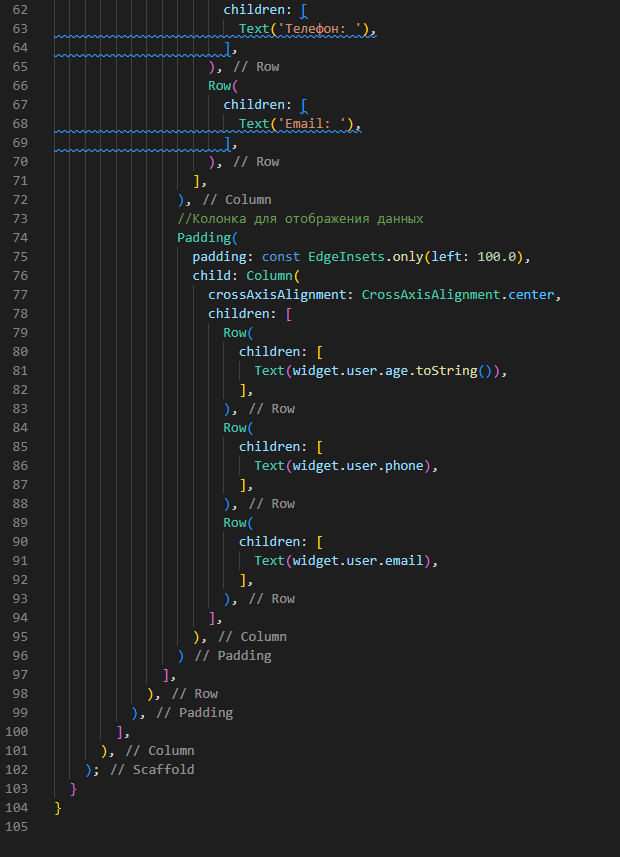 62 children: [
63 Text('Телефон: '),
64 ],
65 ), // Row
66 Row(
67 children: [
68 Text('Email: '),
69 ],
70 ), // Row
71 ],
72 ), // Column
73 //Колонка для отображения данных
74 Padding(
75 padding: const EdgeInsets.only(left: 100.0),
76 child: Column(
77 crossAxisAlignment: CrossAxisAlignment.center,
78 children: [
79 Row(
80 children: [
81 Text(widget.user.age.toString()),
82 ],
83 ), // Row
84 Row(
85 children: [
86 Text(widget.user.phone),
87 ],
88 ), // Row
89 Row(
90 children: [
91 Text(widget.user.email),
92 ],
93 ), // Row
94 ],
95 ), // Column
96 ) // Padding
97 ],
98 ), // Row
99 ), // Padding
100 ],
101 ), // Column
102 ); // Scaffold
103 }
104 }
105